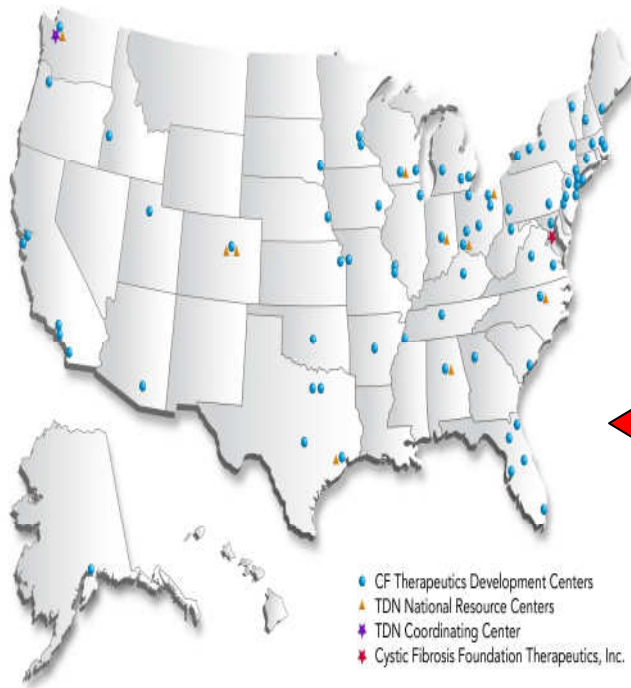 CF Therapeutics Development Centers
TDN National Resource Centers
TDN Coordinating Center
Cystic Fibrosis Foundation Therapeutics, Inc.